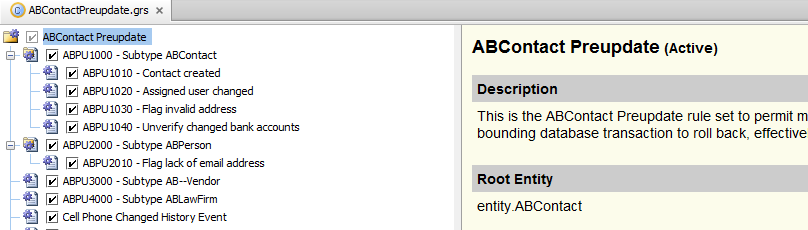 ABContactPreupdate.grs
ABContact Preupdate
ABPU1000 - Subtype ABContact
ABPU1010 - Contact created
ABPU1020 - Assigned user changed
ABPU1030 - Flag invalid address
ABPU1040 - Unverify changed bank accounts
ABPU2000 - Subtype ABPerson
ABPU2010 - Flag lack of email address
ABPU3000 - Subtype AB--Vendor
ABPU4000 - Subtype ABLawFirm
Cell Phone Changed History Event
ABContact Preupdate (Active)
Description
This is the ABContact Preupdate rule set to permit m
bounding database transaction to roll back, effective
Root Entity
entity.ABContact